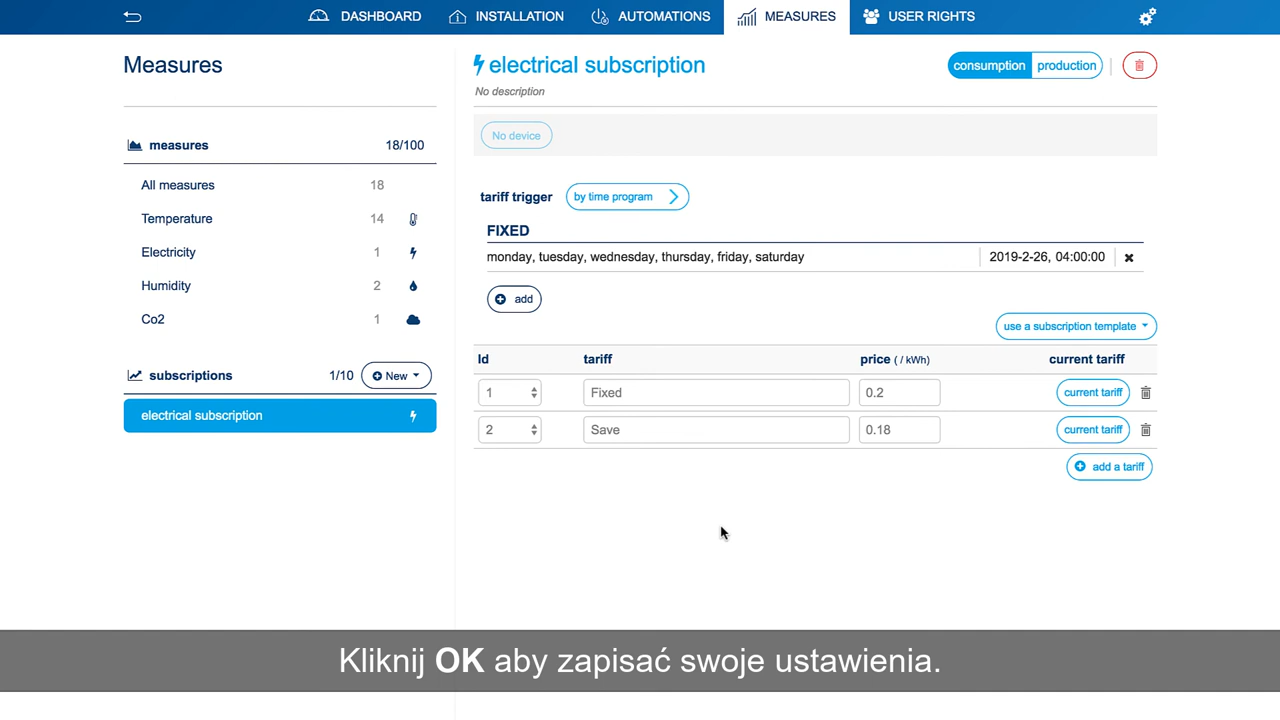 DASHBOARD INSTALLATION AUTOMATIONS MEASURES USER RIGHTS
Measures
measures 18/100
All measures 18
Temperature 14
Electricity 1
Humidity 2
Co2 1
subscriptions 1/10 New
electrical subscription
electrical subscription consumption production
No description
No device
tariff trigger by time program
FIXED
monday, tuesday, wednesday, thursday, friday, saturday 2019-2-26, 04:00:00
add
use a subscription template
Id tariff price ( / kWh) current tariff
1 Fixed 0.2 current tariff
2 Save 0.18 current tariff
add a tariff
Kliknij OK aby zapisać swoje ustawienia.